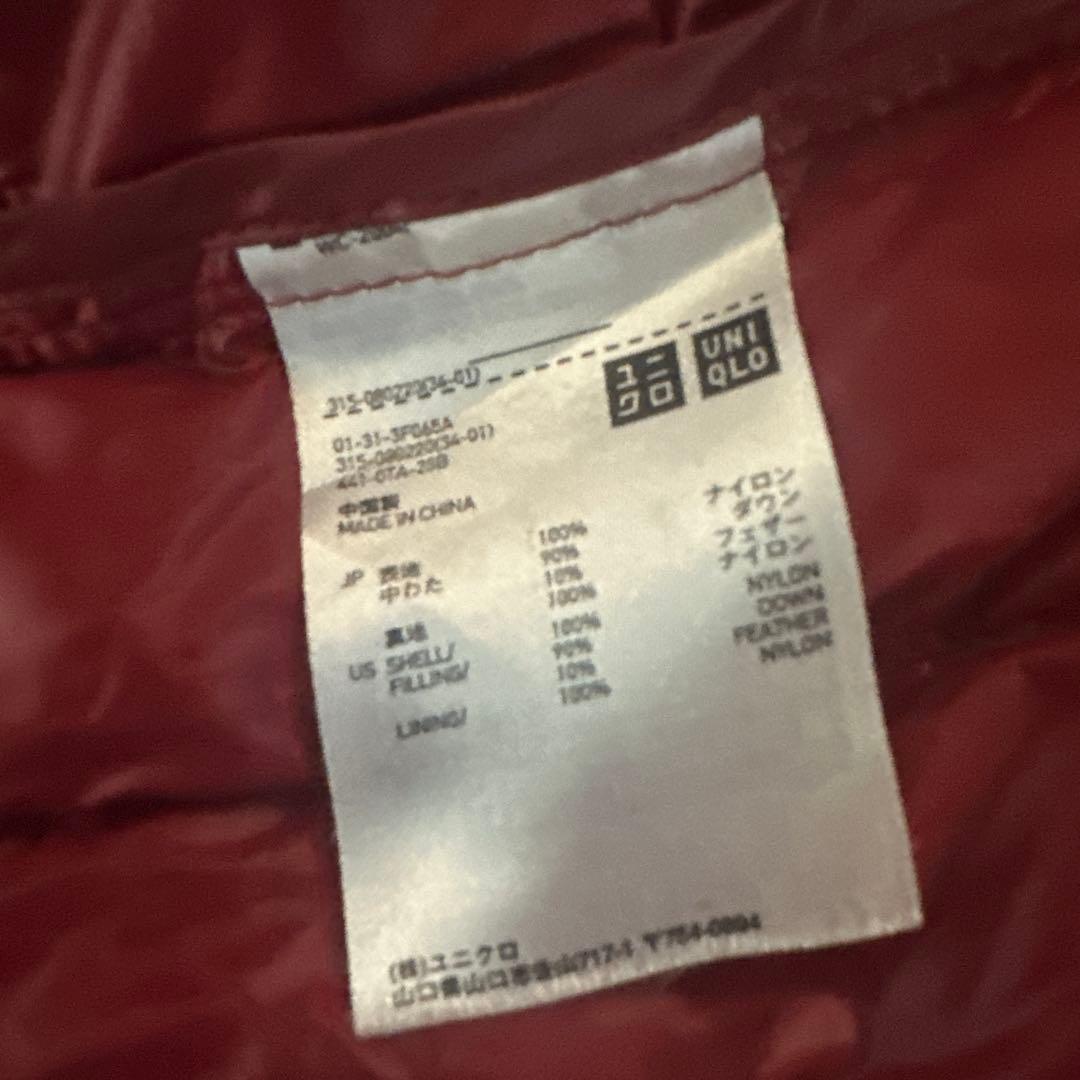 ユニクロ
UNI
QLO
315-080220(34-01)
01-31-3F065A
315-080220(34-01)
441-0TA-2SB
中国製
MADE IN CHINA
JP 表地 100% ナイロン
中わた 90% ダウン
10% フェザー
裏地 100% ナイロン
US SHELL/ 100% NYLON
FILLING/ 90% DOWN
10% FEATHER
LINING/ 100% NYLON
(株)ユニクロ
山口県山口市佐山717-1 〒754-0894